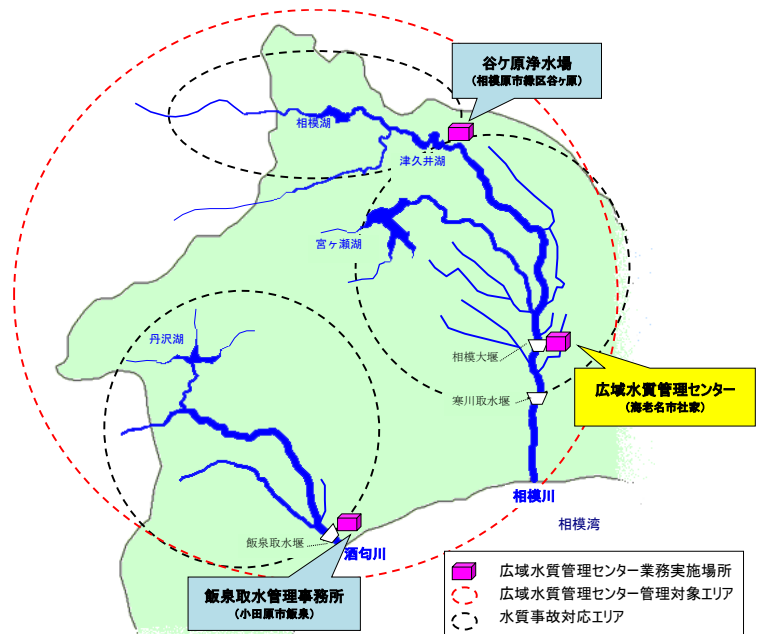 谷ケ原浄水場
(相模原市緑区谷ヶ原)
相模湖
津久井湖
宮ヶ瀬湖
丹沢湖
相模大堰
広域水質管理センター
(海老名市社家)
寒川取水堰
相模川
相模湾
飯泉取水堰
酒匂川
飯泉取水管理事務所
(小田原市飯泉)
広域水質管理センター業務実施場所
広域水質管理センター管理対象エリア
水質事故対応エリア